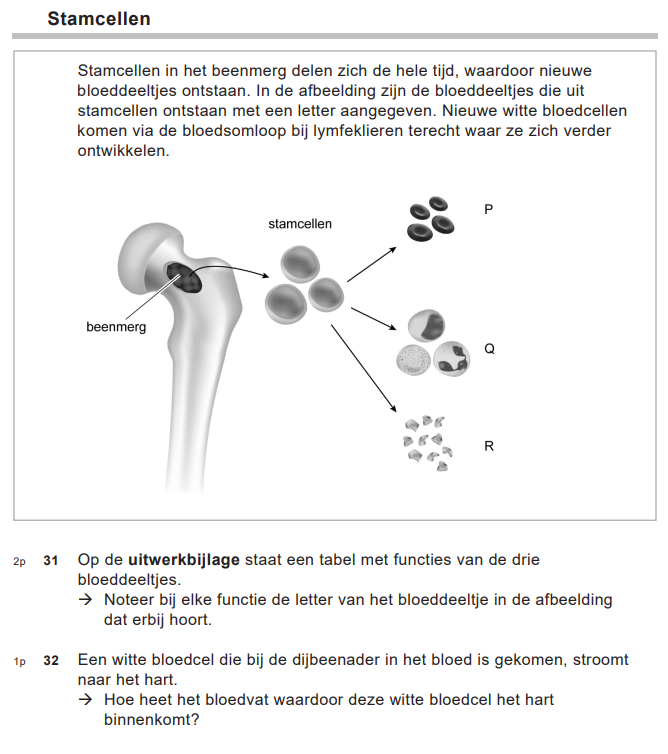 Stamcellen
Stamcellen in het beenmerg delen zich de hele tijd, waardoor nieuwe
bloeddeeltjes ontstaan. In de afbeelding zijn de bloeddeeltjes die uit
stamcellen ontstaan met een letter aangegeven. Nieuwe witte bloedcellen
komen via de bloedsomloop bij lymfeklieren terecht waar ze zich verder
ontwikkelen.
stamcellen
P
beenmerg
Q
R
2p 31 Op de uitwerkbijlage staat een tabel met functies van de drie
bloeddeeltjes.
→ Noteer bij elke functie de letter van het bloeddeeltje in de afbeelding
dat erbij hoort.
1p 32 Een witte bloedcel die bij de dijbeenader in het bloed is gekomen, stroomt
naar het hart.
→ Hoe heet het bloedvat waardoor deze witte bloedcel het hart
binnenkomt?